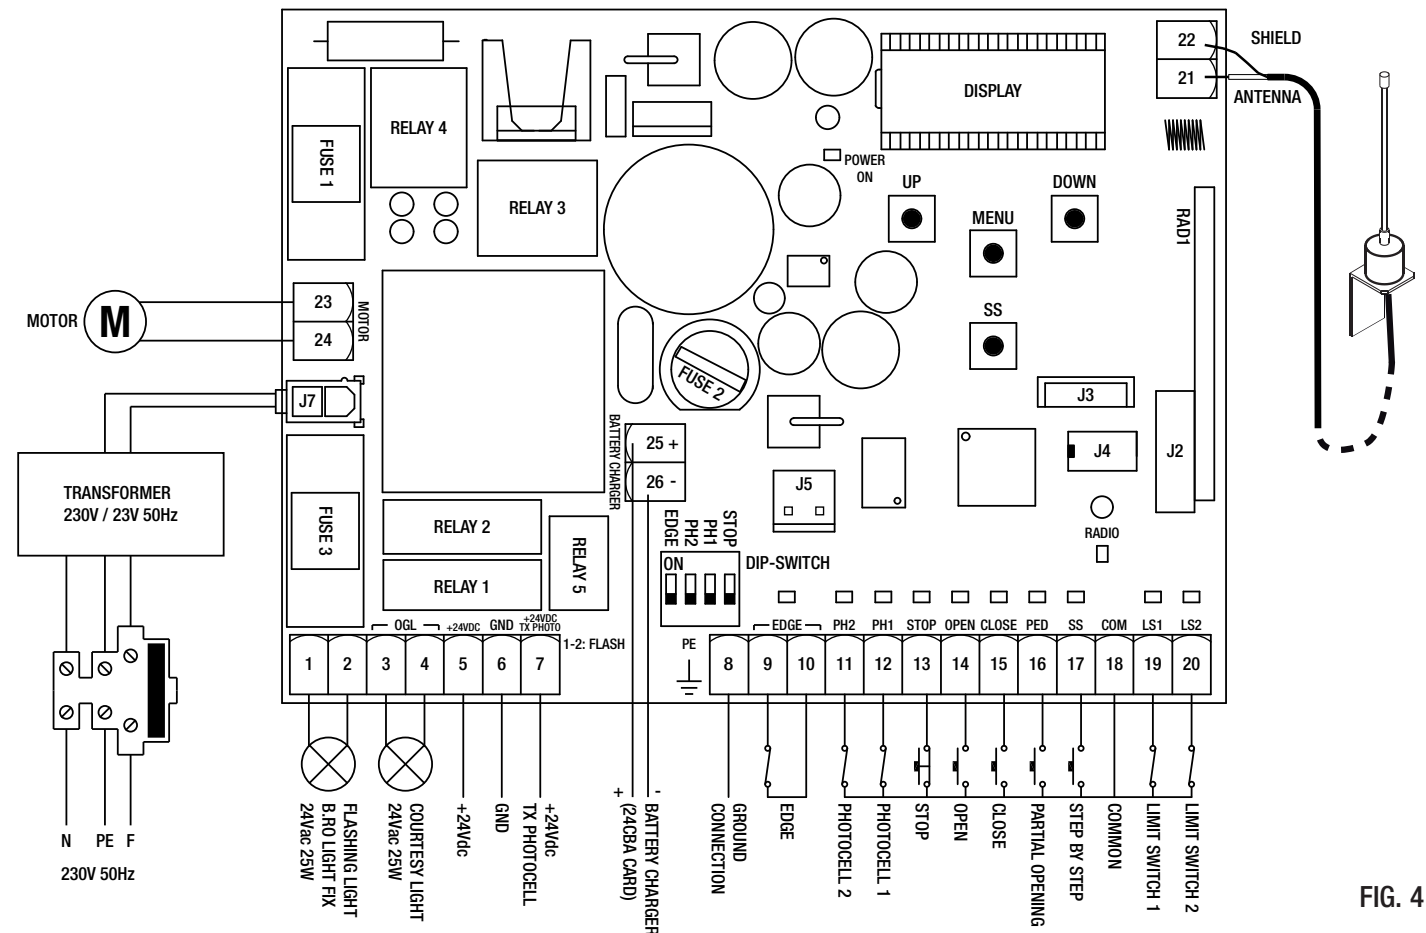 22
SHIELD
21
ANTENNA
DISPLAY
RELAY 4
FUSE 1
POWER
ON
UP
DOWN
MENU
RELAY 3
RAD1
MOTOR
M
23
24
MOTOR
SS
FUSE 2
J7
J3
BATTERY CHARGER
25 +
26 -
J4
J2
J5
TRANSFORMER
230V / 23V 50Hz
FUSE 3
RELAY 2
RELAY 1
RELAY 5
EDGE
PH2
PH1
STOP
ON
DIP-SWITCH
RADIO
OGL
+24VDC
GND
+24VDC
TX PHOTO
1-2: FLASH
PE
EDGE
PH2
PH1
STOP
OPEN
CLOSE
PED
SS
COM
LS1
LS2
1
2
3
4
5
6
7
8
9
10
11
12
13
14
15
16
17
18
19
20
N
PE
F
230V 50Hz
FLASHING LIGHT
B.RO LIGHT FIX
24Vac 25W
COURTESY LIGHT
24Vac 25W
+24Vdc
GND
+24Vdc
TX PHOTOCELL
- BATTERY CHARGER
+ (24CBA CARD)
GROUND
CONNECTION
EDGE
PHOTOCELL 2
PHOTOCELL 1
STOP
OPEN
CLOSE
PARTIAL OPENING
STEP BY STEP
COMMON
LIMIT SWITCH 1
LIMIT SWITCH 2
FIG. 4